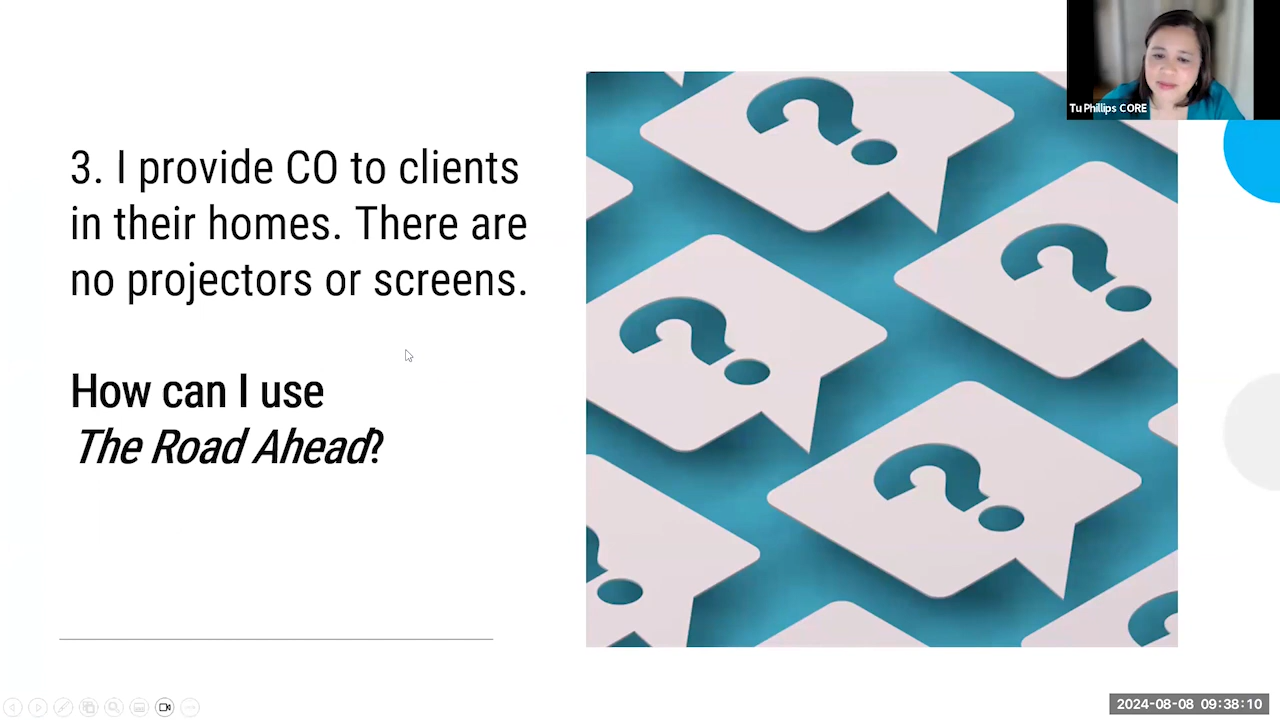 3. I provide CO to clients
in their homes. There are
no projectors or screens.
How can I use
The Road Ahead?
Tu Phillips CORE
2024-08-08 09:38:10